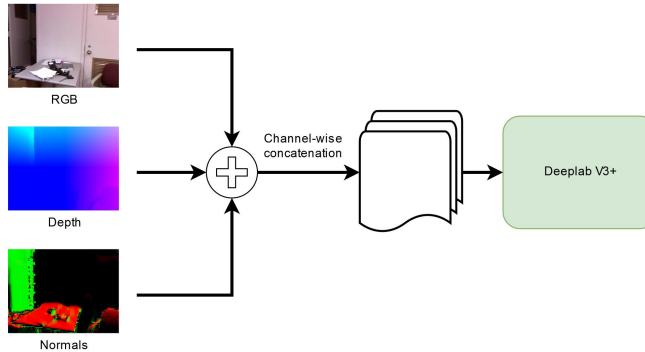 RGB
Depth
Normals
Channel-wise
concatenation
Deeplab V3+